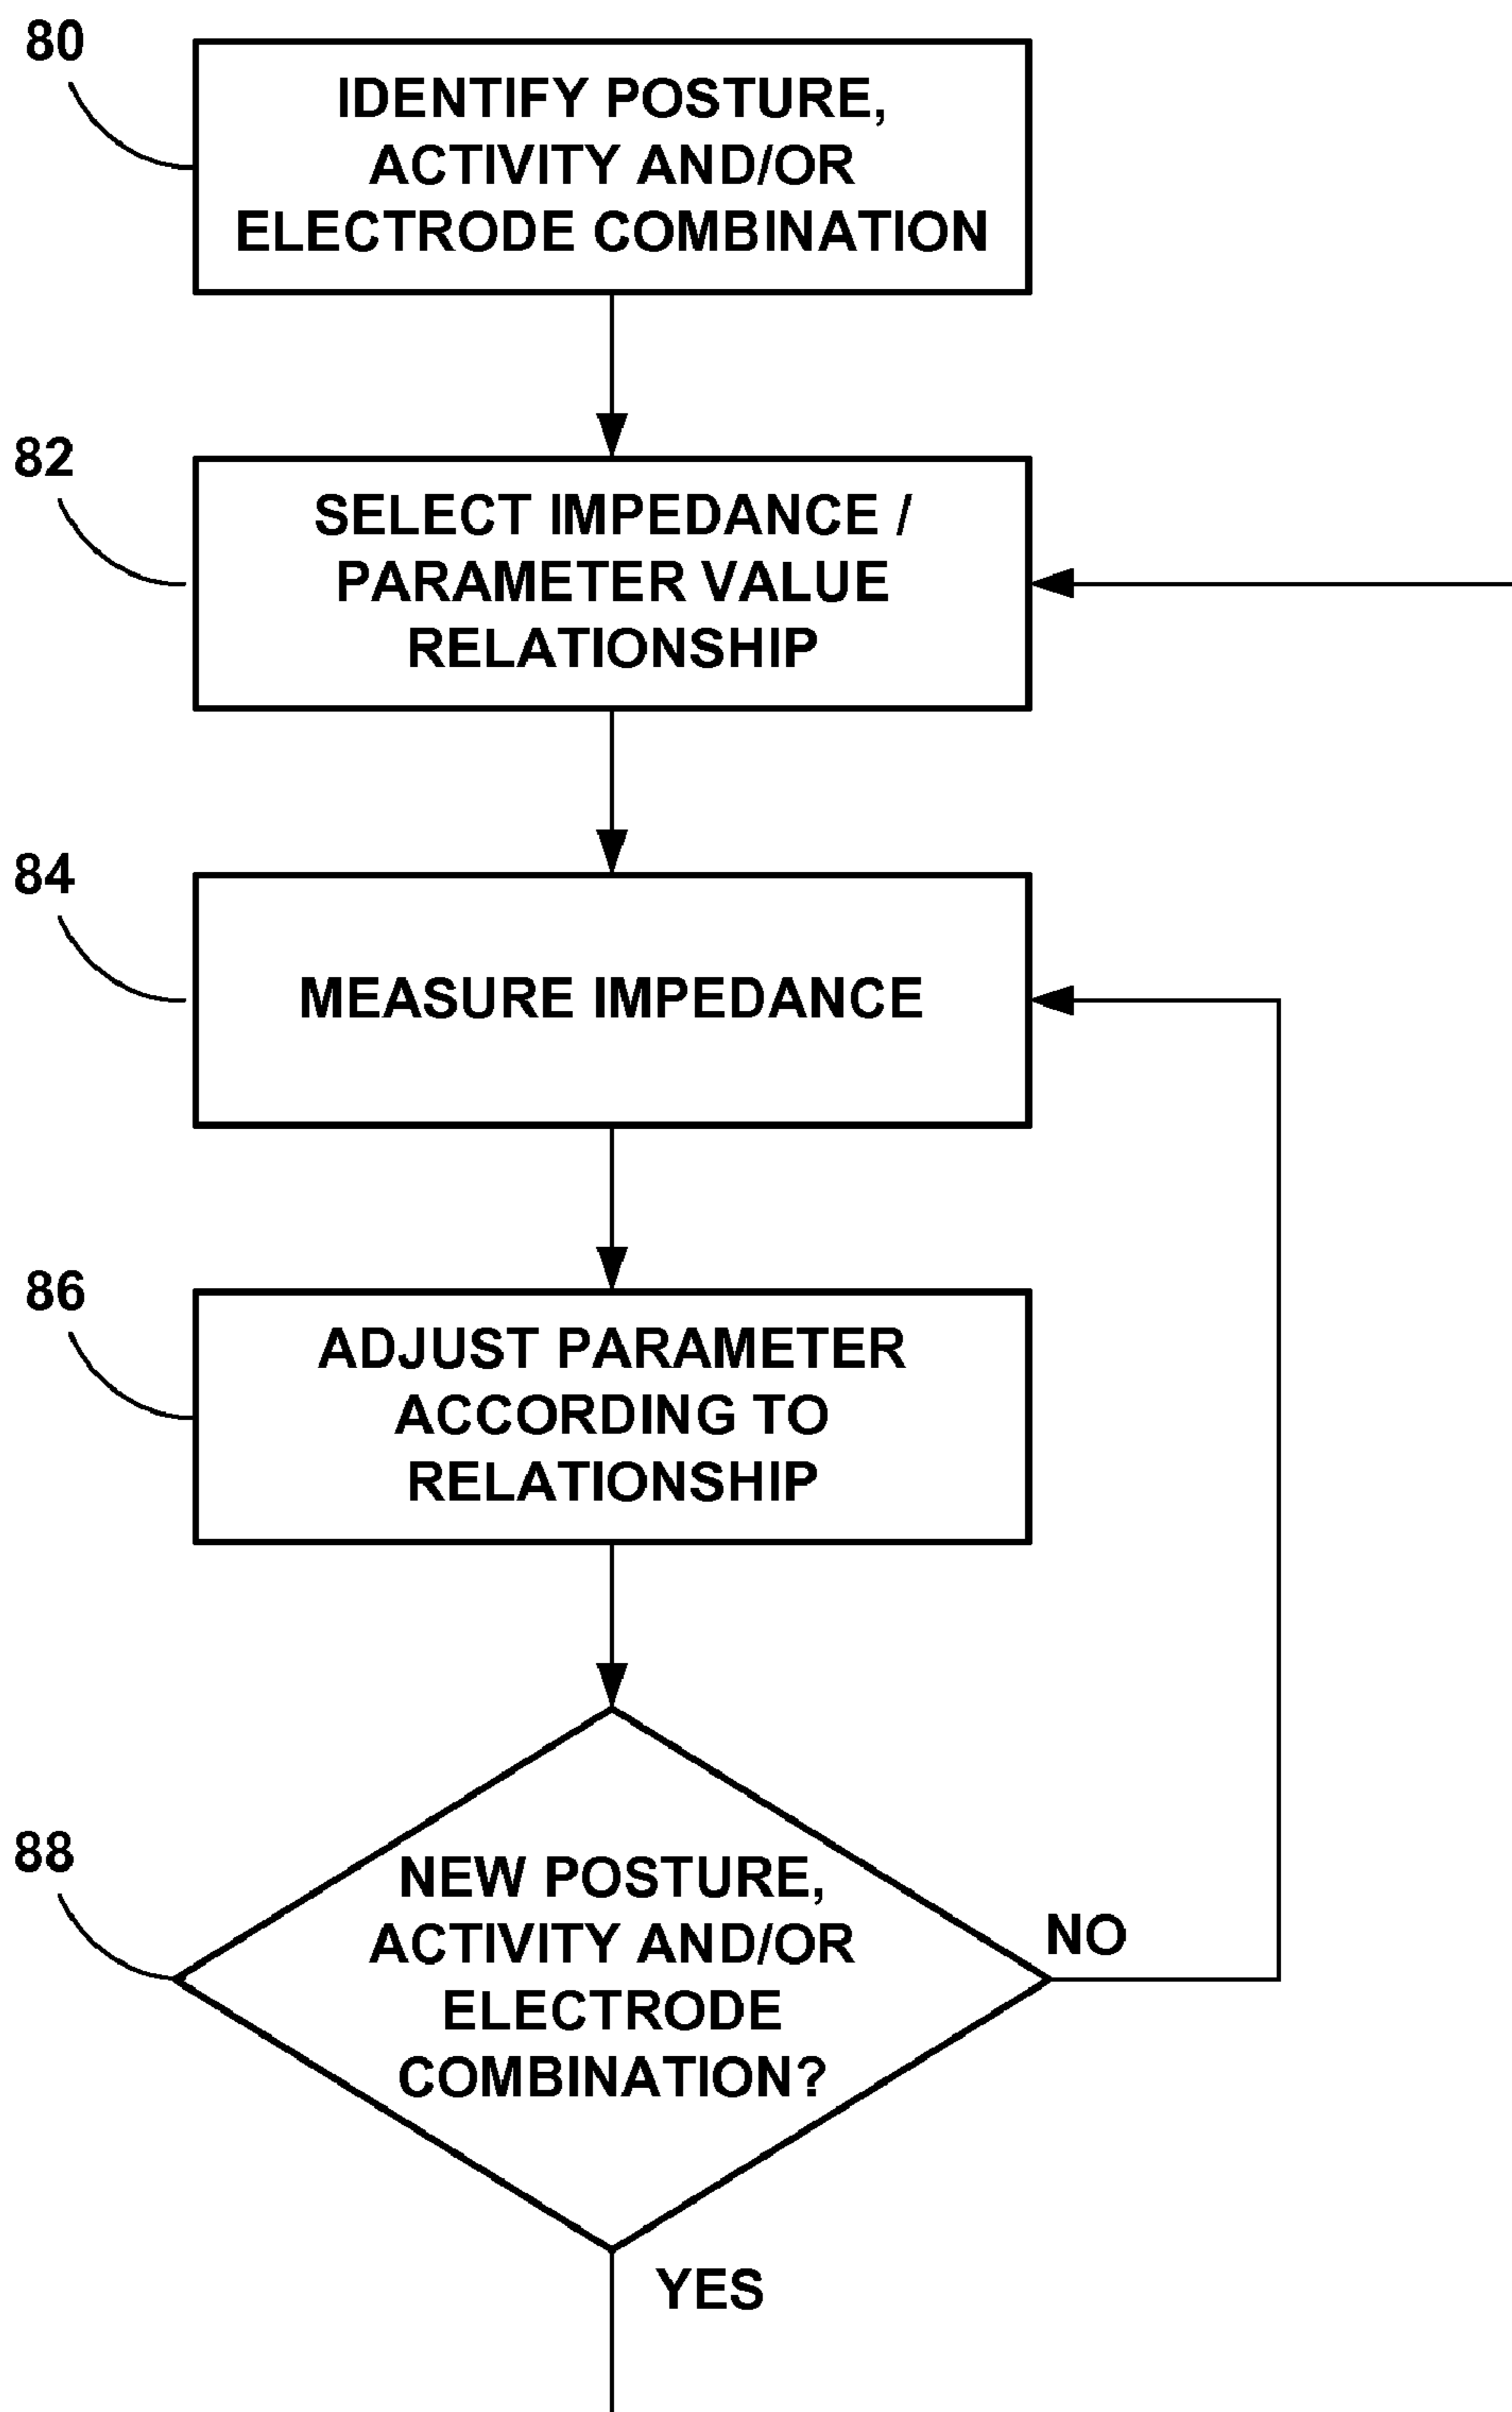 80
IDENTIFY POSTURE,
ACTIVITY AND/OR
ELECTRODE COMBINATION
82
SELECT IMPEDANCE /
PARAMETER VALUE
RELATIONSHIP
84
MEASURE IMPEDANCE
86
ADJUST PARAMETER
ACCORDING TO
RELATIONSHIP
88
NEW POSTURE,
ACTIVITY AND/OR
ELECTRODE
COMBINATION?
NO
YES